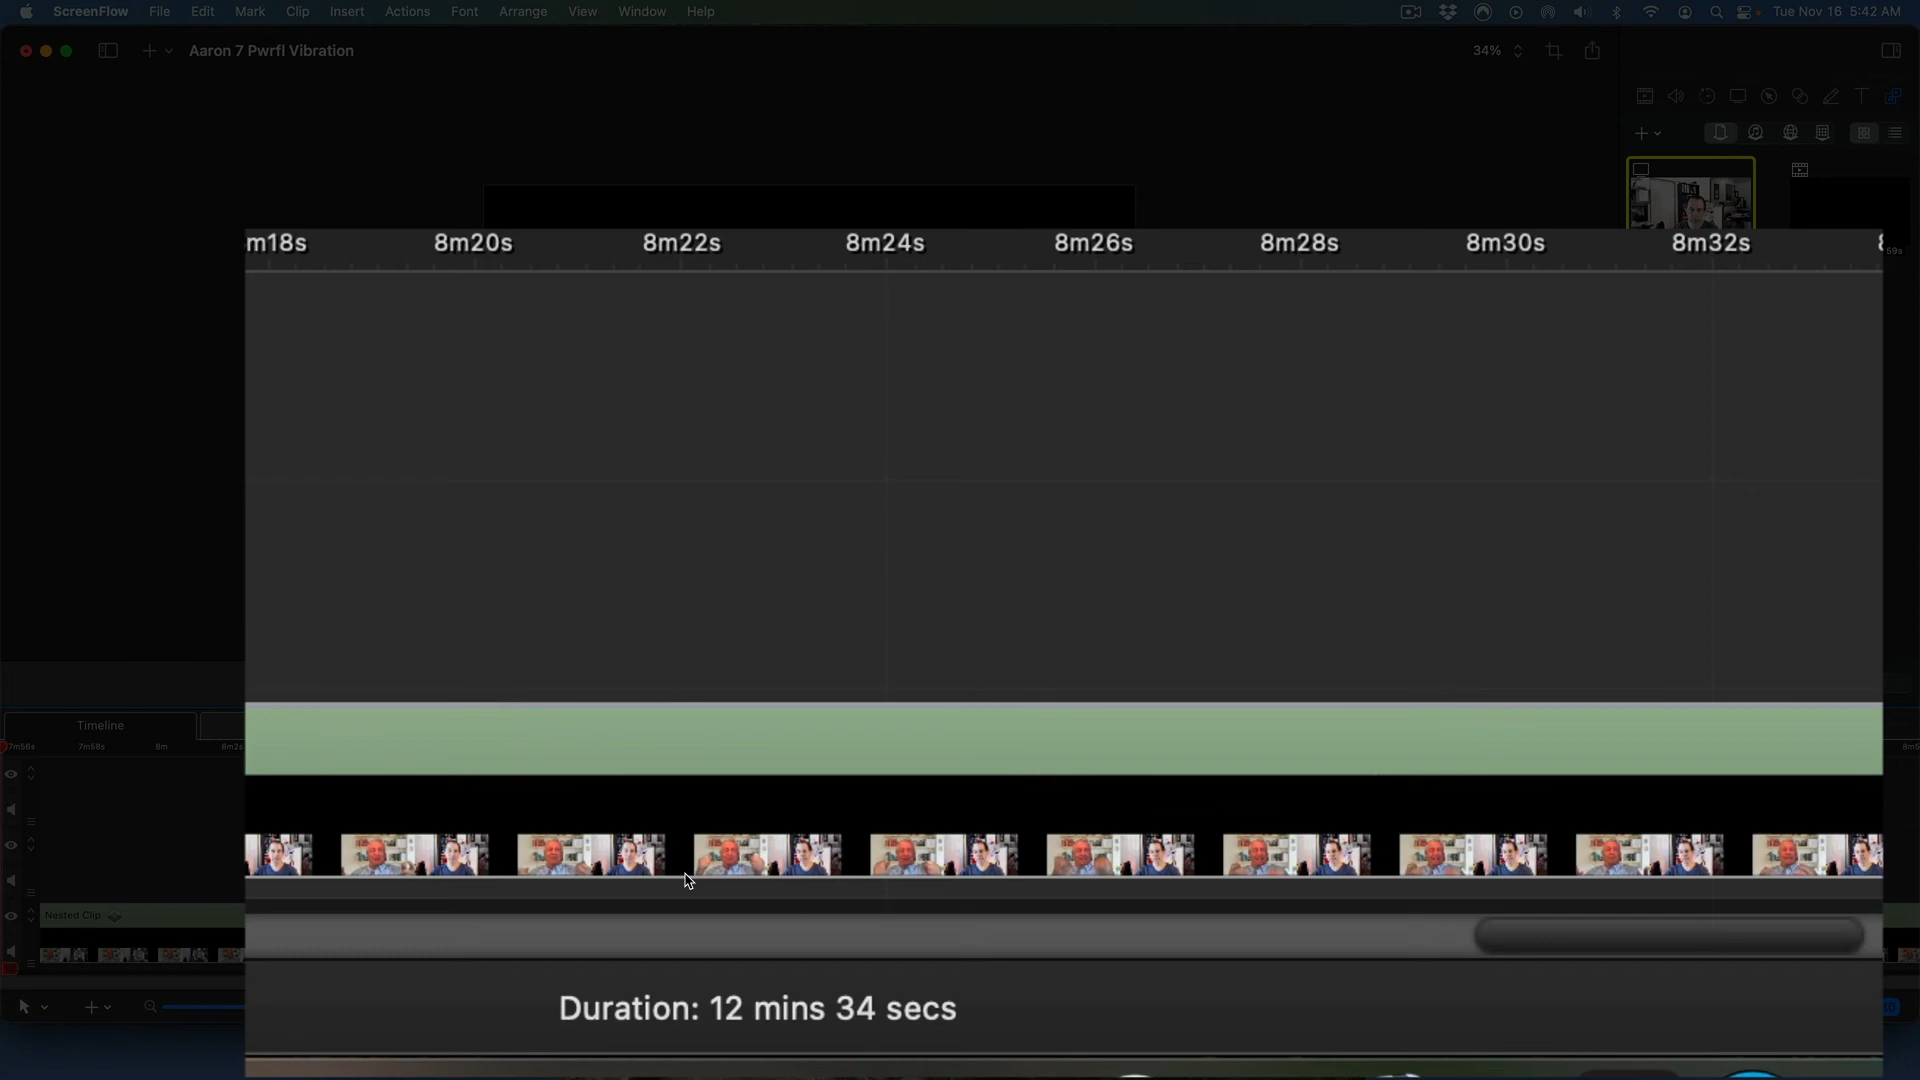 ScreenFlow File Edit Mark Clip Insert Actions Font Arrange View Window Help Tue Nov 16 5:42 AM
Aaron 7 Pwrfl Vibration 34%
59s
m18s 8m20s 8m22s 8m24s 8m26s 8m28s 8m30s 8m32s
Timeline
7m56s 7m58s 8m 8m2s
Nested Clip
Duration: 12 mins 34 secs